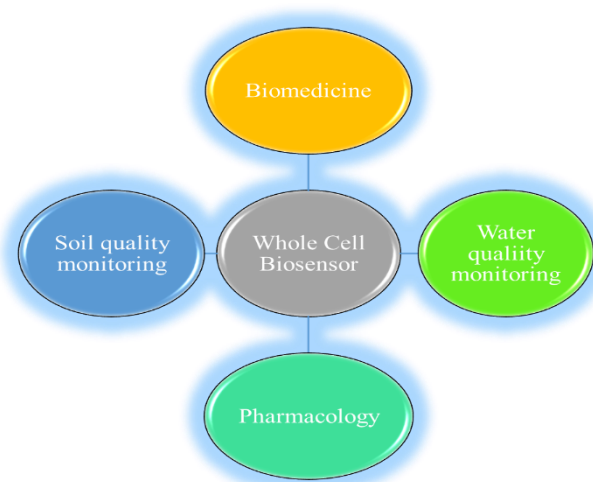 Biomedicine
Soil quality
monitoring
Whole Cell
Biosensor
Water
qualiity
monitoring
Pharmacology